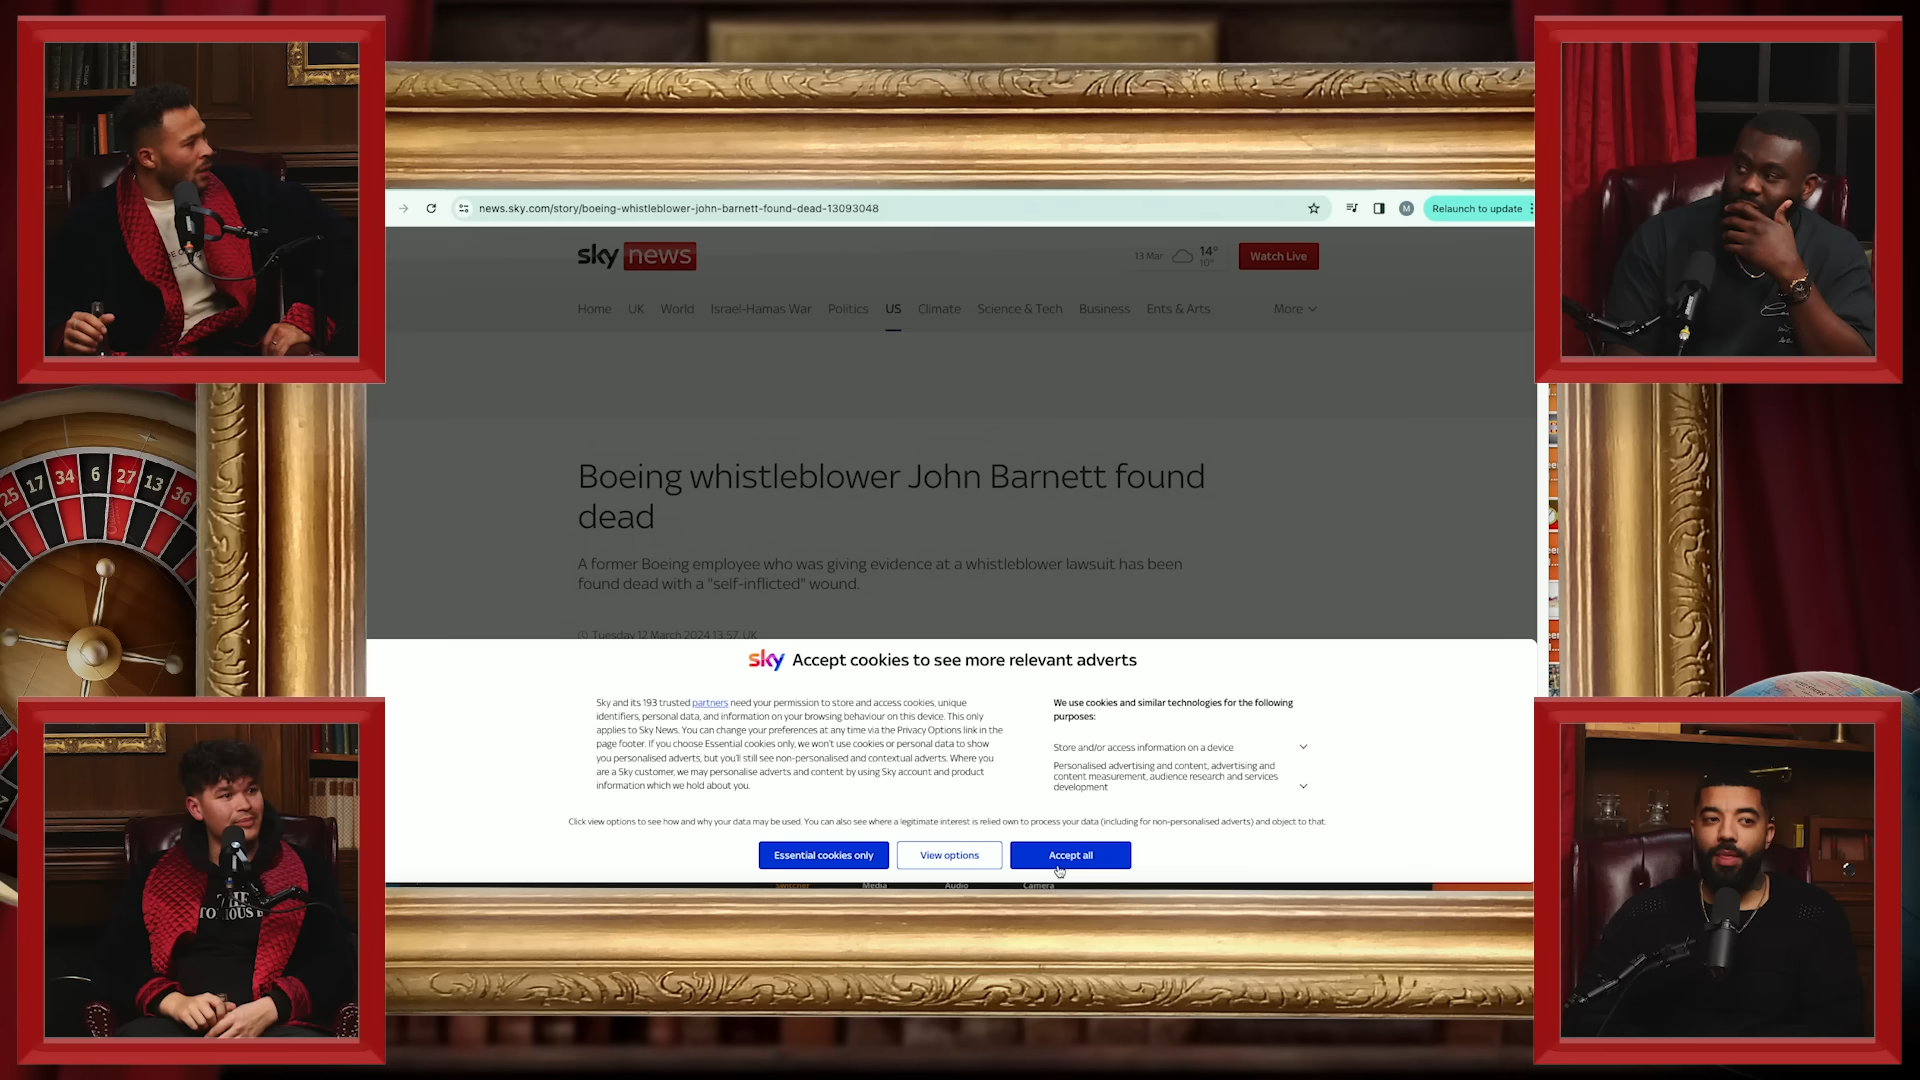 news.sky.com/story/boeing-whistleblower-john-barnett-found-dead-13093048
M
Relaunch to update
sky news
13 Mar
14°
10°
Watch Live
Home UK World Israel-Hamas War Politics US Climate Science & Tech Business Ents & Arts More
Boeing whistleblower John Barnett found
dead
A former Boeing employee who was giving evidence at a whistleblower lawsuit has been
found dead with a "self-inflicted" wound.
Tuesday 12 March 2024 13:57, UK
sky Accept cookies to see more relevant adverts
Sky and its 193 trusted partners need your permission to store and access cookies, unique
identifiers, personal data, and information on your browsing behaviour on this device. This only
applies to Sky News. You can change your preferences at any time via the Privacy Options link in the
page footer. If you choose Essential cookies only, we won't use cookies or personal data to show
you personalised adverts, but you'll still see non-personalised and contextual adverts. Where you
are a Sky customer, we may personalise adverts and content by using Sky account and product
information which we hold about you.
We use cookies and similar technologies for the following
purposes:
Store and/or access information on a device
Personalised advertising and content, advertising and
content measurement, audience research and services
development
Click view options to see how and why your data may be used. You can also see where a legitimate interest is relied own to process your data (including for non-personalised adverts) and object to that.
Essential cookies only
View options
Accept all
Switcher Media Audio Camera
25 17 34 6 27 13 36
THE